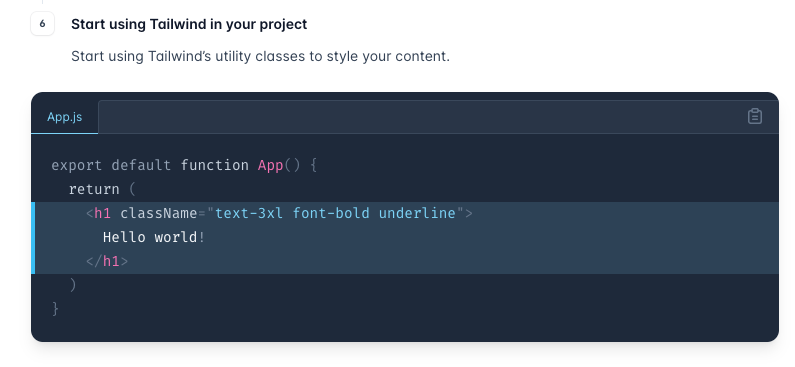 6
Start using Tailwind in your project
Start using Tailwind’s utility classes to style your content.
App.js
export default function App() {
  return (
    <h1 className="text-3xl font-bold underline">
      Hello world!
    </h1>
  )
}